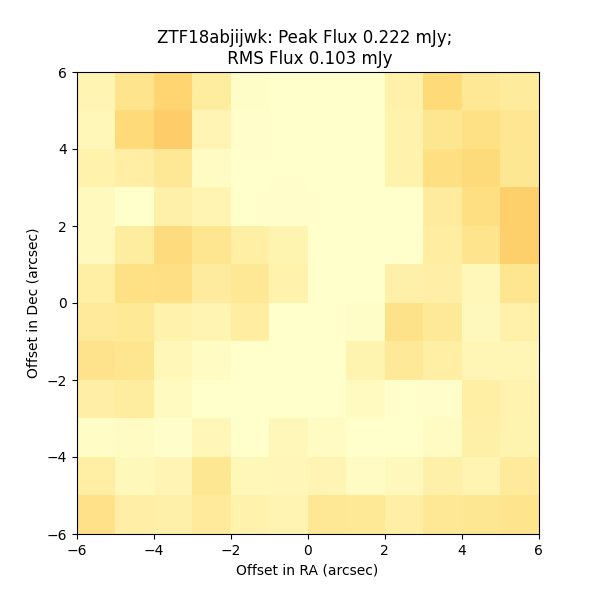 ZTF18abjijwk: Peak Flux 0.222 mJy;
RMS Flux 0.103 mJy
6
4
2
0
−2
−4
−6
Offset in Dec (arcsec)
−6 −4 −2 0 2 4 6
Offset in RA (arcsec)